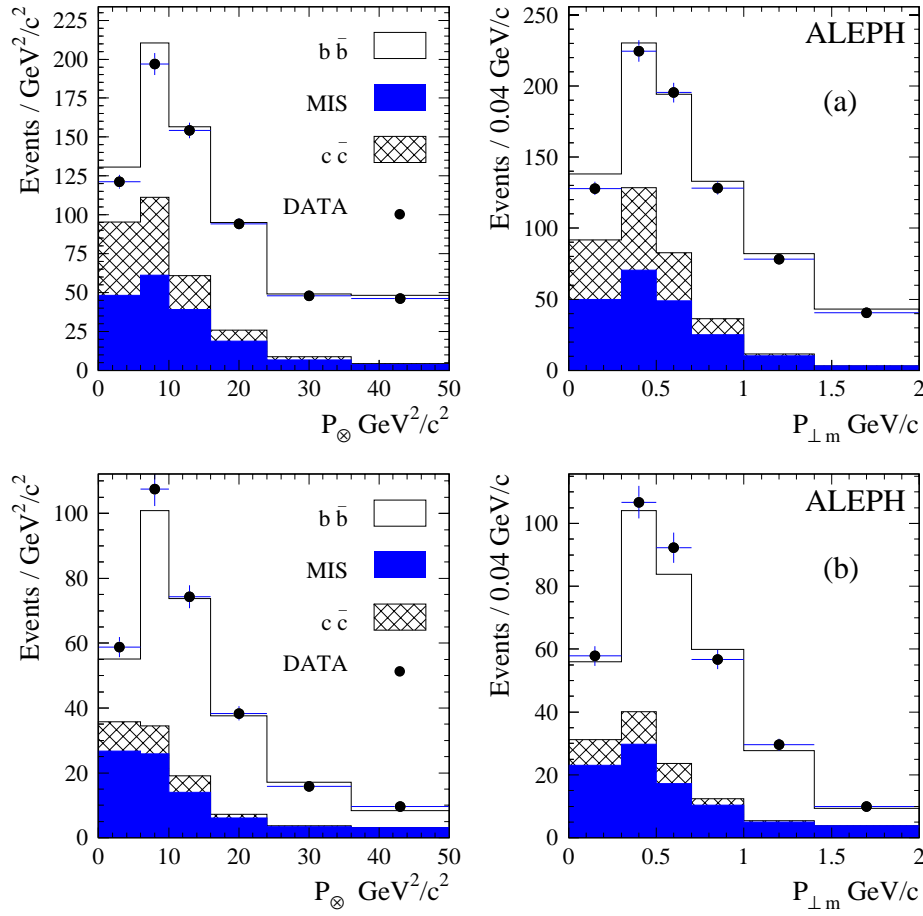 Events / GeV²/c²
225
200
175
150
125
100
75
50
25
0
b b̄
MIS
c c̄
DATA
0 10 20 30 40 50
P⊗ GeV²/c²
Events / 0.04 GeV/c
250
200
150
100
50
0
ALEPH
(a)
0 0.5 1 1.5 2
P⊥m GeV/c
Events / GeV²/c²
100
80
60
40
20
0
b b̄
MIS
c c̄
DATA
0 10 20 30 40 50
P⊗ GeV²/c²
Events / 0.04 GeV/c
100
80
60
40
20
0
ALEPH
(b)
0 0.5 1 1.5 2
P⊥m GeV/c